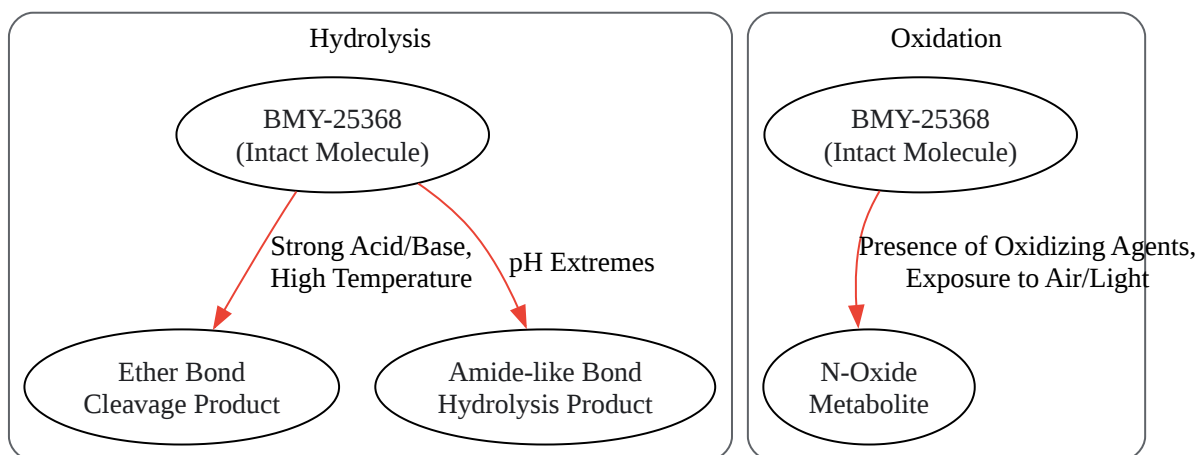 Hydrolysis
BMY-25368
(Intact Molecule)
Strong Acid/Base,
High Temperature
pH Extremes
Ether Bond
Cleavage Product
Amide-like Bond
Hydrolysis Product
Oxidation
BMY-25368
(Intact Molecule)
Presence of Oxidizing Agents,
Exposure to Air/Light
N-Oxide
Metabolite